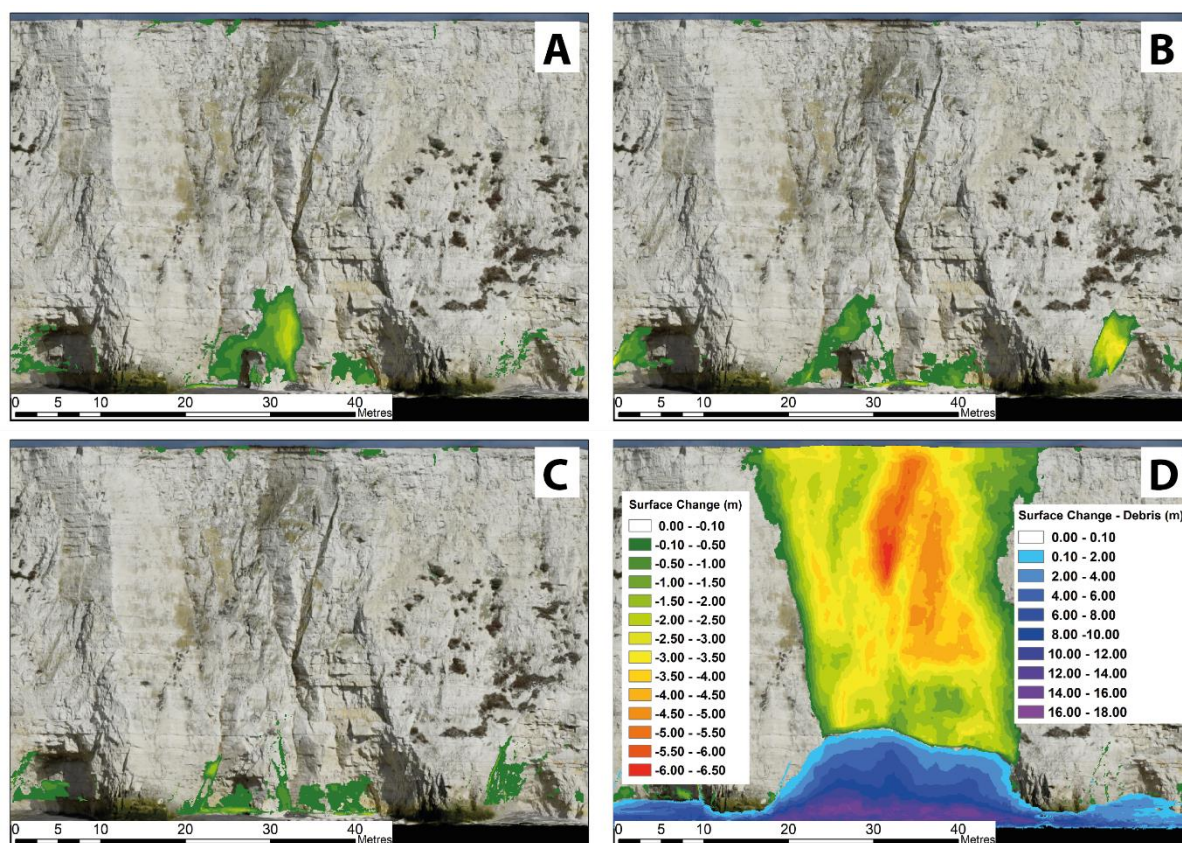 A
0 5 10 20 30 40
Metres
B
0 5 10 20 30 40
Metres
C
0 5 10 20 30 40
Metres
D
Surface Change (m)
0.00 - -0.10
-0.10 - -0.50
-0.50 - -1.00
-1.00 - -1.50
-1.50 - -2.00
-2.00 - -2.50
-2.50 - -3.00
-3.00 - -3.50
-3.50 - -4.00
-4.00 - -4.50
-4.50 - -5.00
-5.00 - -5.50
-5.50 - -6.00
-6.00 - -6.50
Surface Change - Debris (m)
0.00 - 0.10
0.10 - 2.00
2.00 - 4.00
4.00 - 6.00
6.00 - 8.00
8.00 - 10.00
10.00 - 12.00
12.00 - 14.00
14.00 - 16.00
16.00 - 18.00
0 5 10 20 30 40
Metres